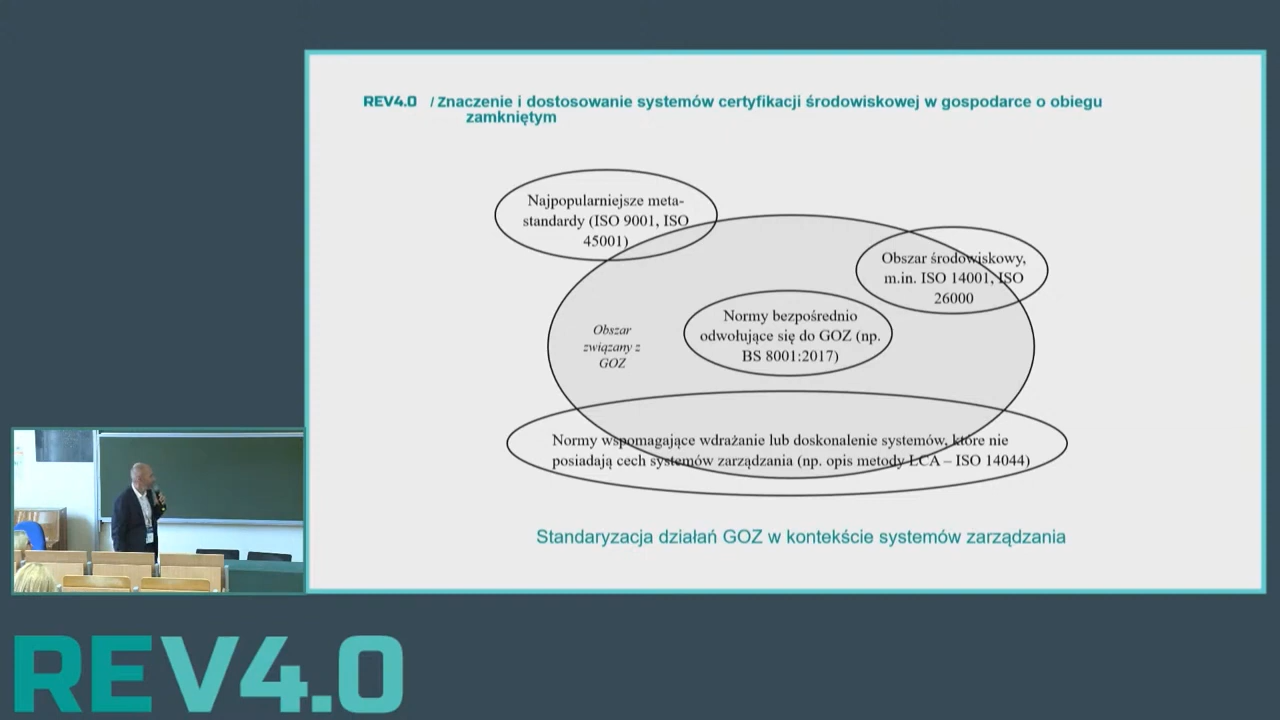 REV4.0 / Znaczenie i dostosowanie systemów certyfikacji środowiskowej w gospodarce o obiegu
zamkniętym
Najpopularniejsze meta-
standardy (ISO 9001, ISO
45001)
Obszar środowiskowy,
m.in. ISO 14001, ISO
26000
Normy bezpośrednio
odwołujące się do GOZ (np.
BS 8001:2017)
Obszar
związany z
GOZ
Normy wspomagające wdrażanie lub doskonalenie systemów, które nie
posiadają cech systemów zarządzania (np. opis metody LCA – ISO 14044)
Standaryzacja działań GOZ w kontekście systemów zarządzania
REV4.0